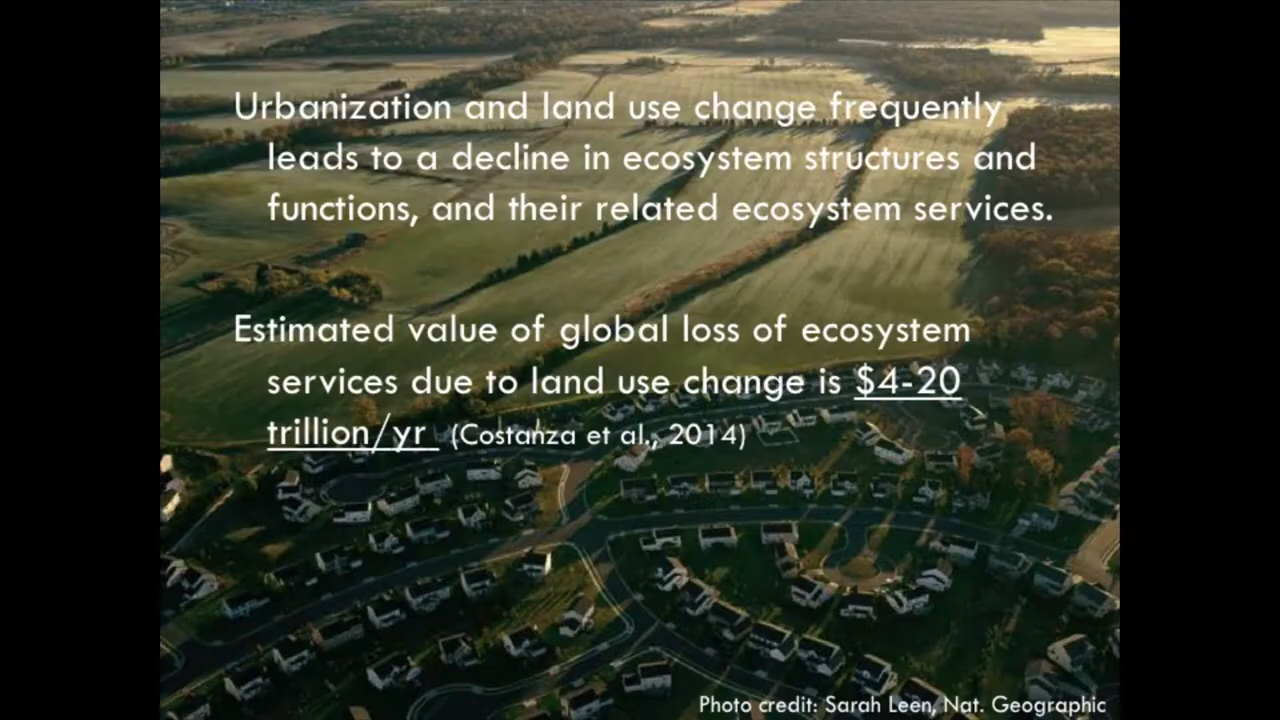 Urbanization and land use change frequently
leads to a decline in ecosystem structures and
functions, and their related ecosystem services.
Estimated value of global loss of ecosystem
services due to land use change is $4-20
trillion/yr (Costanza et al., 2014)
Photo credit: Sarah Leen, Nat. Geographic